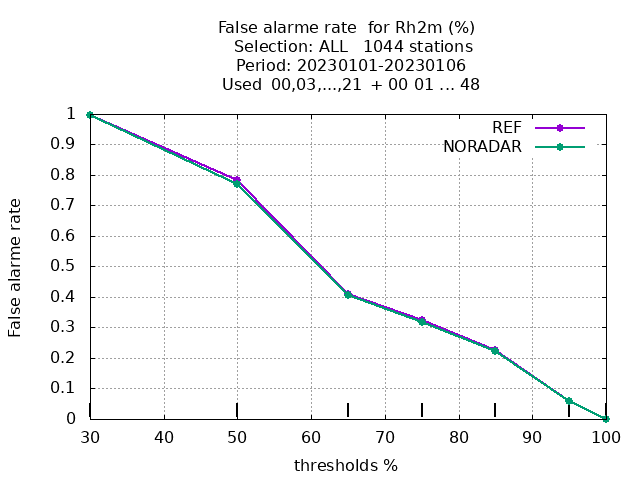 False alarme rate  for Rh2m (%)
Selection: ALL   1044 stations
Period: 20230101-20230106
Used  00,03,...,21  + 00 01 ... 48
REF
NORADAR
1
0.9
0.8
0.7
0.6
0.5
0.4
0.3
0.2
0.1
0
False alarme rate
30 40 50 60 70 80 90 100
thresholds %